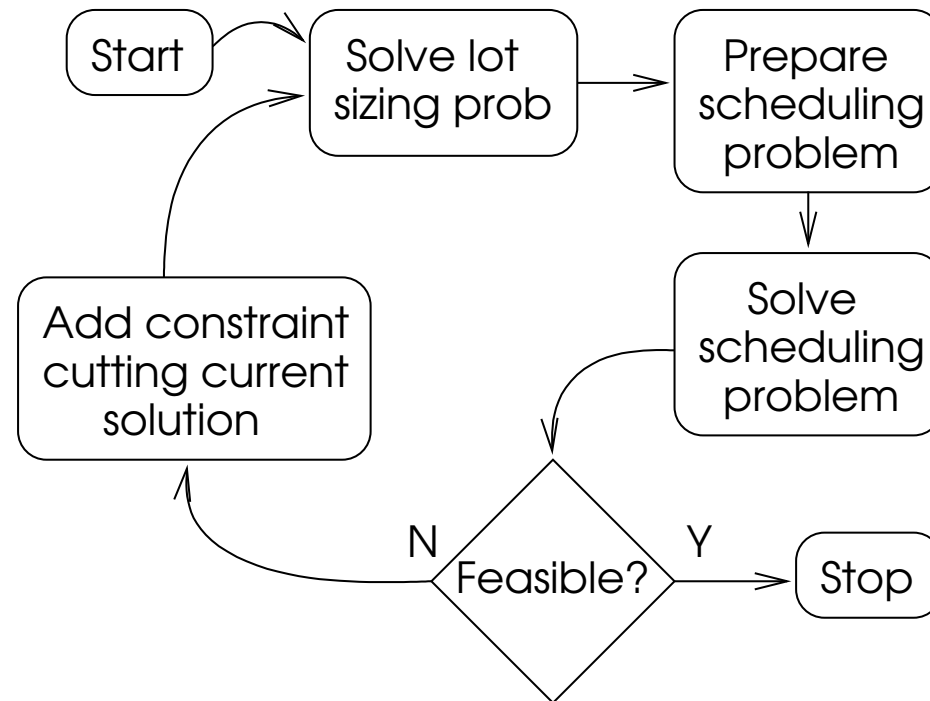 Start
Solve lot
sizing prob
Prepare
scheduling
problem
Solve
scheduling
problem
Add constraint
cutting current
solution
N
Y
Feasible?
Stop